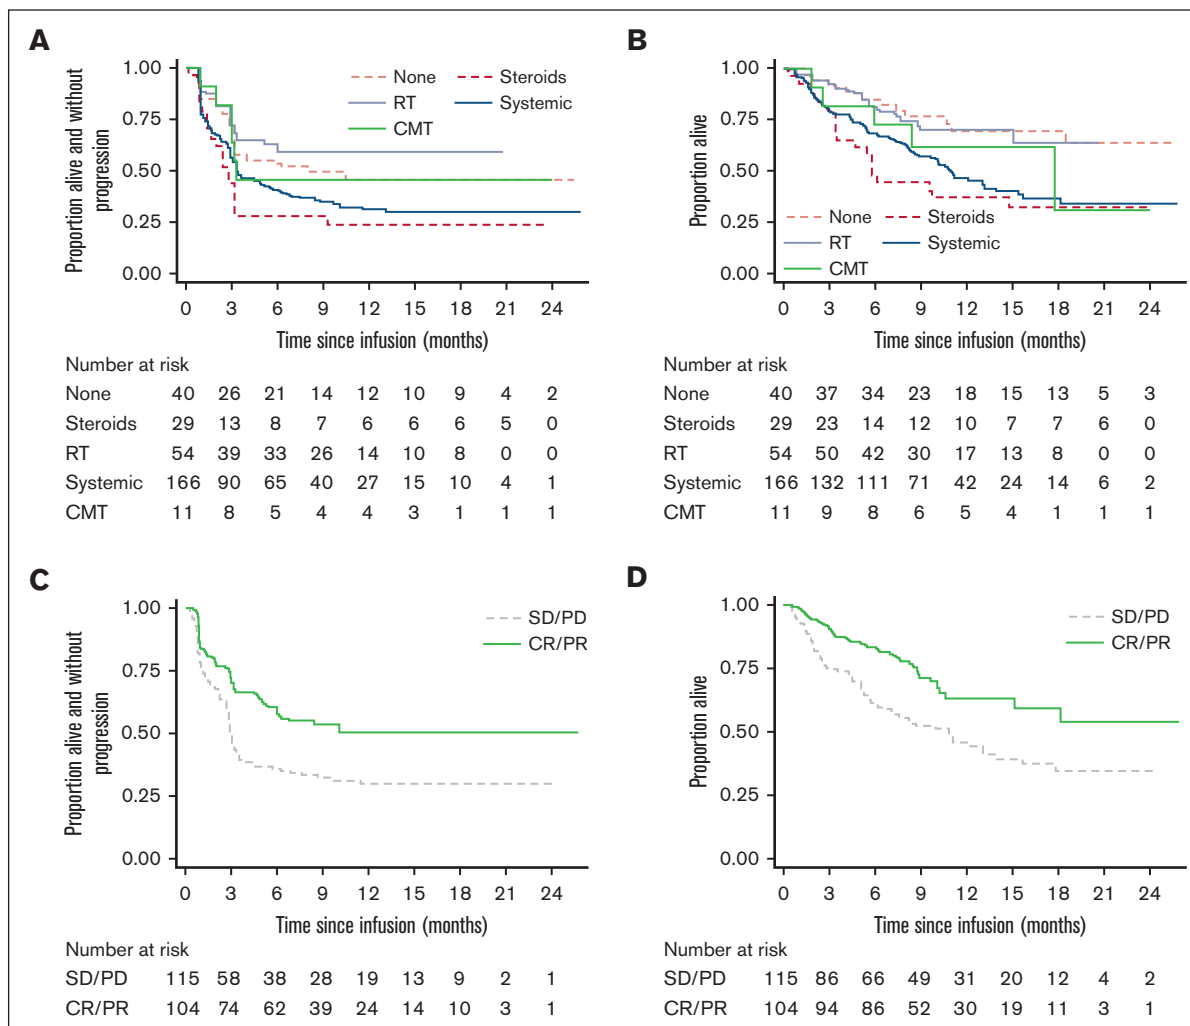 A
Proportion alive and without
progression
1.00
0.75
0.50
0.25
0.00
None Steroids
RT Systemic
CMT
0 3 6 9 12 15 18 21 24
Time since infusion (months)
Number at risk
None 40 26 21 14 12 10 9 4 2
Steroids 29 13 8 7 6 6 6 5 0
RT 54 39 33 26 14 10 8 0 0
Systemic 166 90 65 40 27 15 10 4 1
CMT 11 8 5 4 4 3 1 1 1
B
Proportion alive
1.00
0.75
0.50
0.25
0.00
None Steroids
RT Systemic
CMT
0 3 6 9 12 15 18 21 24
Time since infusion (months)
Number at risk
None 40 37 34 23 18 15 13 5 3
Steroids 29 23 14 12 10 7 7 6 0
RT 54 50 42 30 17 13 8 0 0
Systemic 166 132 111 71 42 24 14 6 2
CMT 11 9 8 6 5 4 1 1 1
C
Proportion alive and without
progression
1.00
0.75
0.50
0.25
0.00
SD/PD
CR/PR
0 3 6 9 12 15 18 21 24
Time since infusion (months)
Number at risk
SD/PD 115 58 38 28 19 13 9 2 1
CR/PR 104 74 62 39 24 14 10 3 1
D
Proportion alive
1.00
0.75
0.50
0.25
0.00
SD/PD
CR/PR
0 3 6 9 12 15 18 21 24
Time since infusion (months)
Number at risk
SD/PD 115 86 66 49 31 20 12 4 2
CR/PR 104 94 86 52 30 19 11 3 1